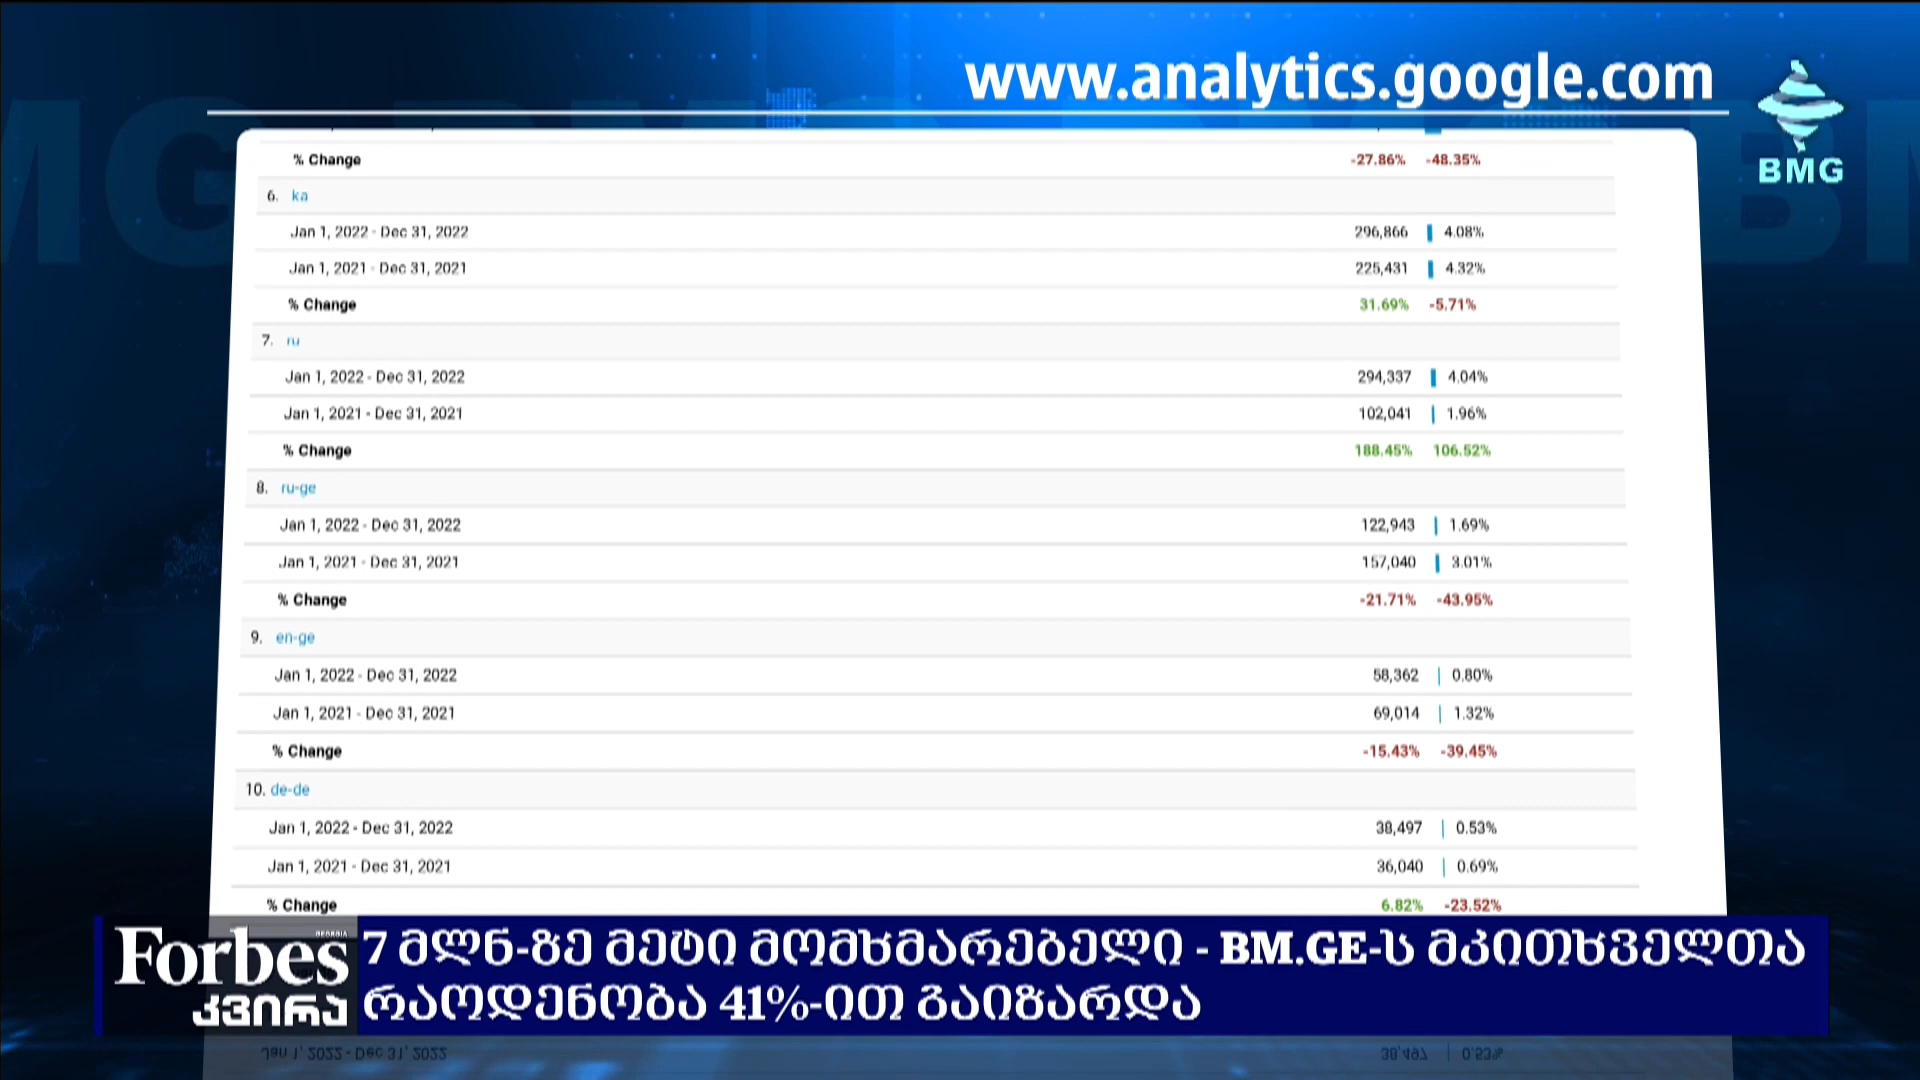 www.analytics.google.com
BMG
% Change -27.86% -48.35%
6. ka
Jan 1, 2022 - Dec 31, 2022 296,866 4.08%
Jan 1, 2021 - Dec 31, 2021 225,431 4.32%
% Change 31.69% -5.71%
7. ru
Jan 1, 2022 - Dec 31, 2022 294,337 4.04%
Jan 1, 2021 - Dec 31, 2021 102,041 1.96%
% Change 188.45% 106.52%
8. ru-ge
Jan 1, 2022 - Dec 31, 2022 122,943 1.69%
Jan 1, 2021 - Dec 31, 2021 157,040 3.01%
% Change -21.71% -43.95%
9. en-ge
Jan 1, 2022 - Dec 31, 2022 58,362 0.80%
Jan 1, 2021 - Dec 31, 2021 69,014 1.32%
% Change -15.43% -39.45%
10. de-de
Jan 1, 2022 - Dec 31, 2022 38,497 0.53%
Jan 1, 2021 - Dec 31, 2021 36,040 0.69%
% Change 6.82% -23.52%
GEORGIA
Forbes
კვირა
7 მლნ-ზე მეტი მომხმარებელი - BM.GE-ს მკითხველთა
რაოდენობა 41%-ით გაიზარდა